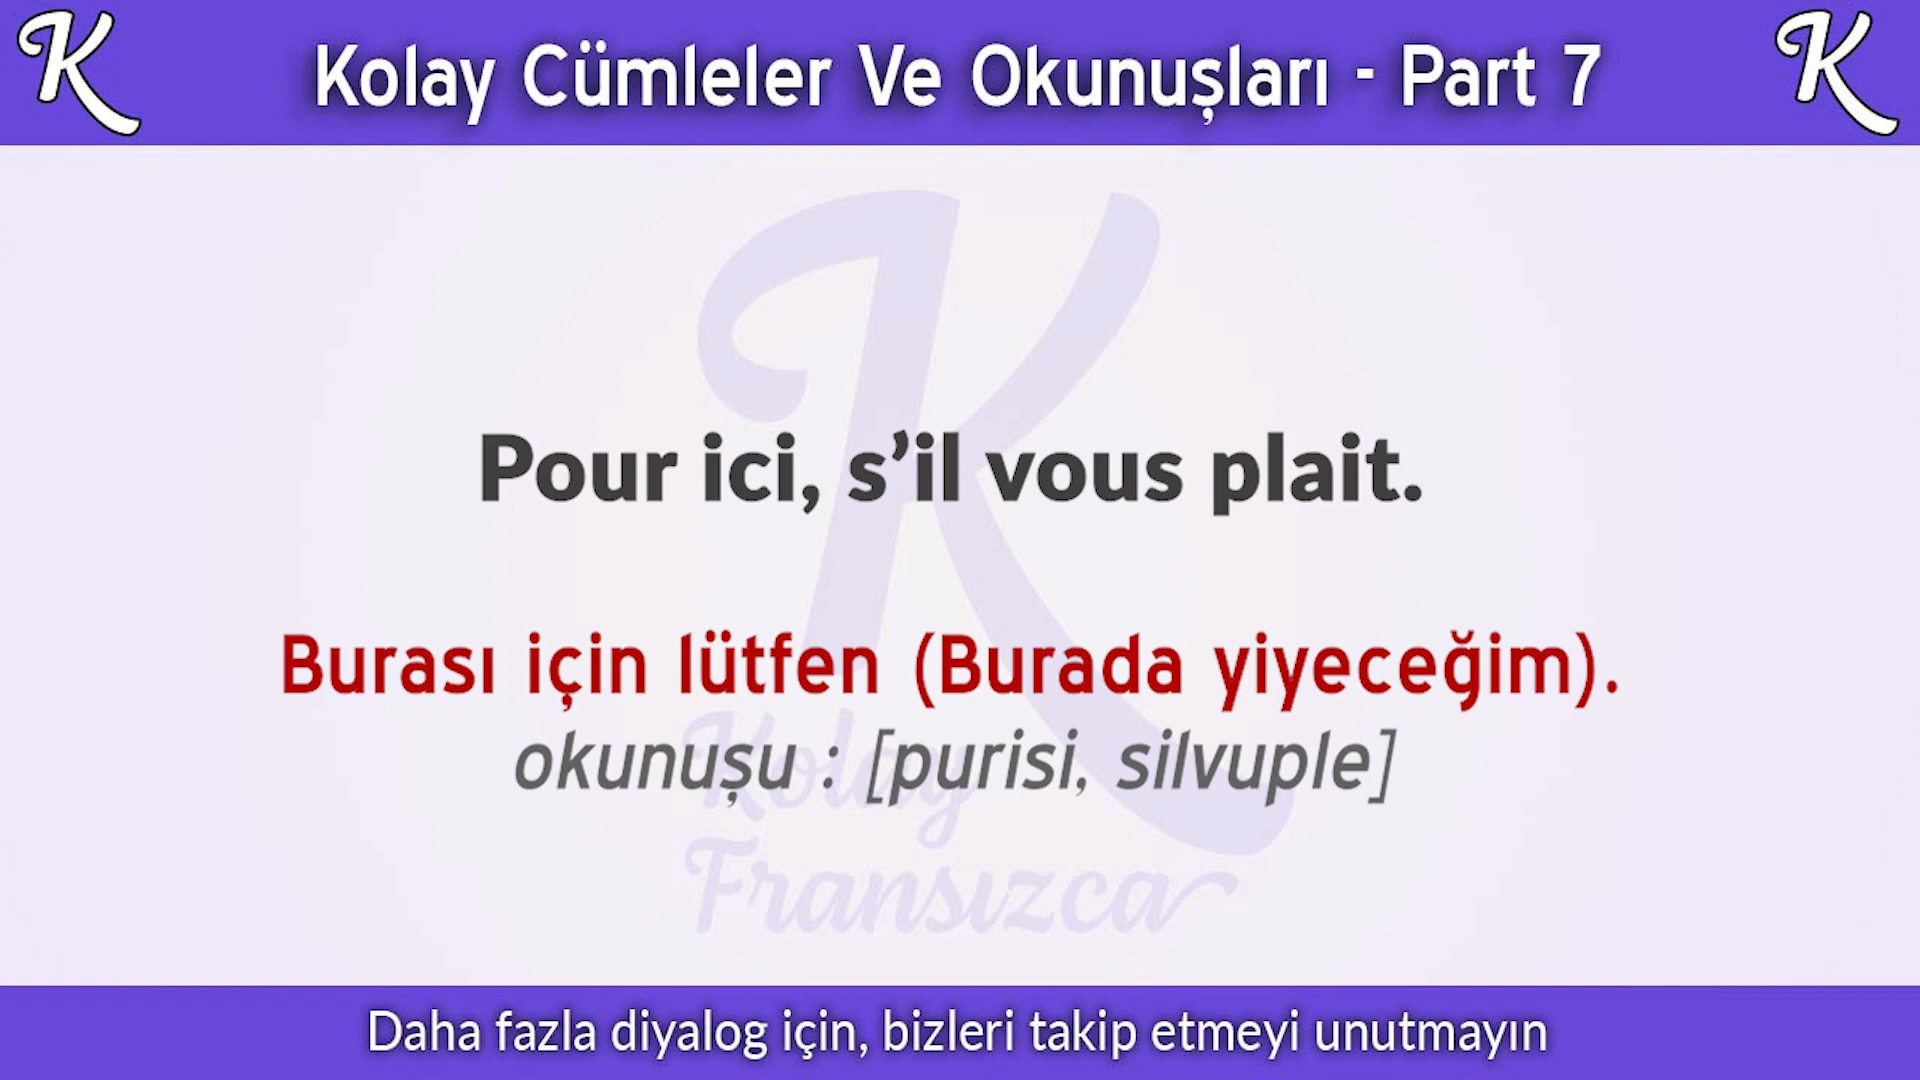 K
Kolay Cümleler Ve Okunuşları - Part 7
K
Pour ici, s’il vous plait.
Burası için lütfen (Burada yiyeceğim).
okunuşu : [purisi, silvuple]
K
Kolay
Fransızca
Daha fazla diyalog için, bizleri takip etmeyi unutmayın